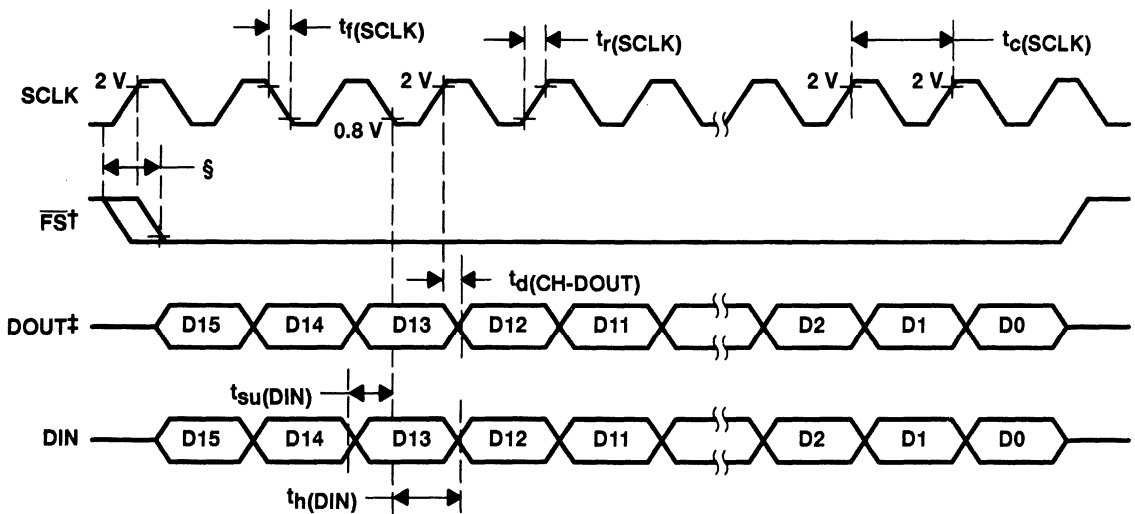 tf(SCLK)
tr(SCLK)
tc(SCLK)
SCLK
2 V
2 V
2 V
2 V
0.8 V
§
FS†
td(CH-DOUT)
DOUT‡
D15 D14 D13 D12 D11 D2 D1 D0
tsu(DIN)
DIN
D15 D14 D13 D12 D11 D2 D1 D0
th(DIN)